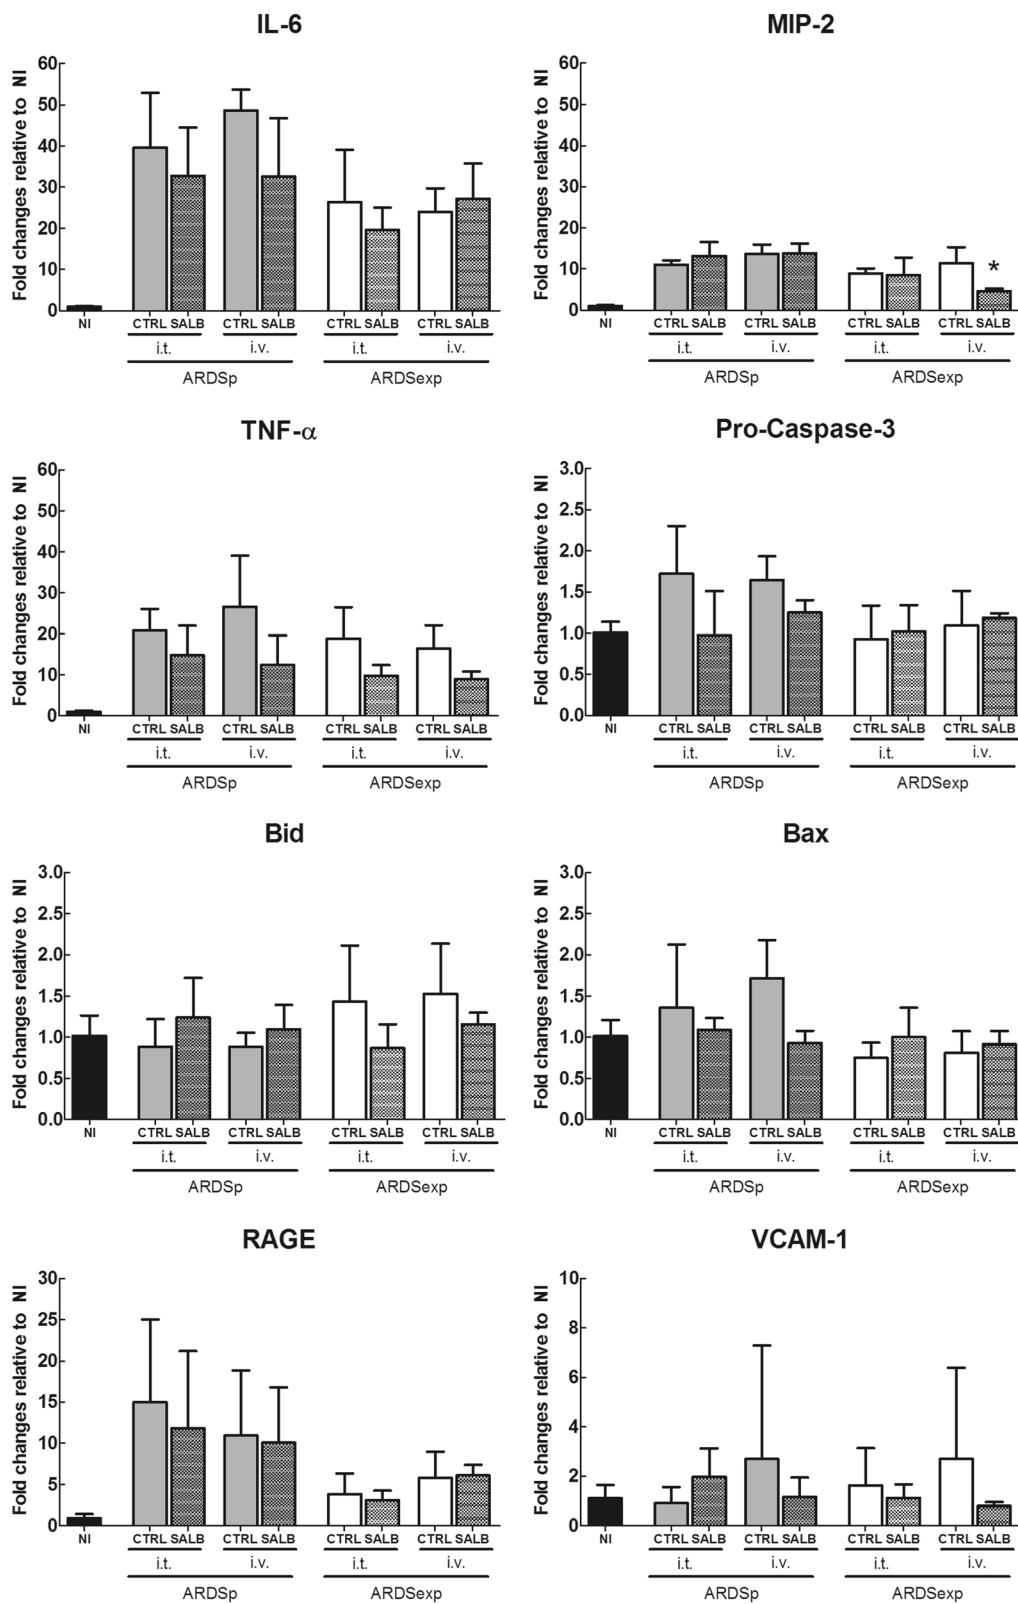 IL-6
Fold changes relative to NI
60
50
40
30
20
10
0
NI
CTRL SALB CTRL SALB CTRL SALB CTRL SALB
i.t. i.v. i.t. i.v.
ARDSp ARDSexp
MIP-2
Fold changes relative to NI
60
50
40
30
20
10
0
*
NI
CTRL SALB CTRL SALB CTRL SALB CTRL SALB
i.t. i.v. i.t. i.v.
ARDSp ARDSexp
TNF-α
Fold changes relative to NI
60
50
40
30
20
10
0
NI
CTRL SALB CTRL SALB CTRL SALB CTRL SALB
i.t. i.v. i.t. i.v.
ARDSp ARDSexp
Pro-Caspase-3
Fold changes relative to NI
3.0
2.5
2.0
1.5
1.0
0.5
0.0
NI
CTRL SALB CTRL SALB CTRL SALB CTRL SALB
i.t. i.v. i.t. i.v.
ARDSp ARDSexp
Bid
Fold changes relative to NI
3.0
2.5
2.0
1.5
1.0
0.5
0.0
NI
CTRL SALB CTRL SALB CTRL SALB CTRL SALB
i.t. i.v. i.t. i.v.
ARDSp ARDSexp
Bax
Fold changes relative to NI
3.0
2.5
2.0
1.5
1.0
0.5
0.0
NI
CTRL SALB CTRL SALB CTRL SALB CTRL SALB
i.t. i.v. i.t. i.v.
ARDSp ARDSexp
RAGE
Fold changes relative to NI
30
25
20
15
10
5
0
NI
CTRL SALB CTRL SALB CTRL SALB CTRL SALB
i.t. i.v. i.t. i.v.
ARDSp ARDSexp
VCAM-1
Fold changes relative to NI
10
8
6
4
2
0
NI
CTRL SALB CTRL SALB CTRL SALB CTRL SALB
i.t. i.v. i.t. i.v.
ARDSp ARDSexp